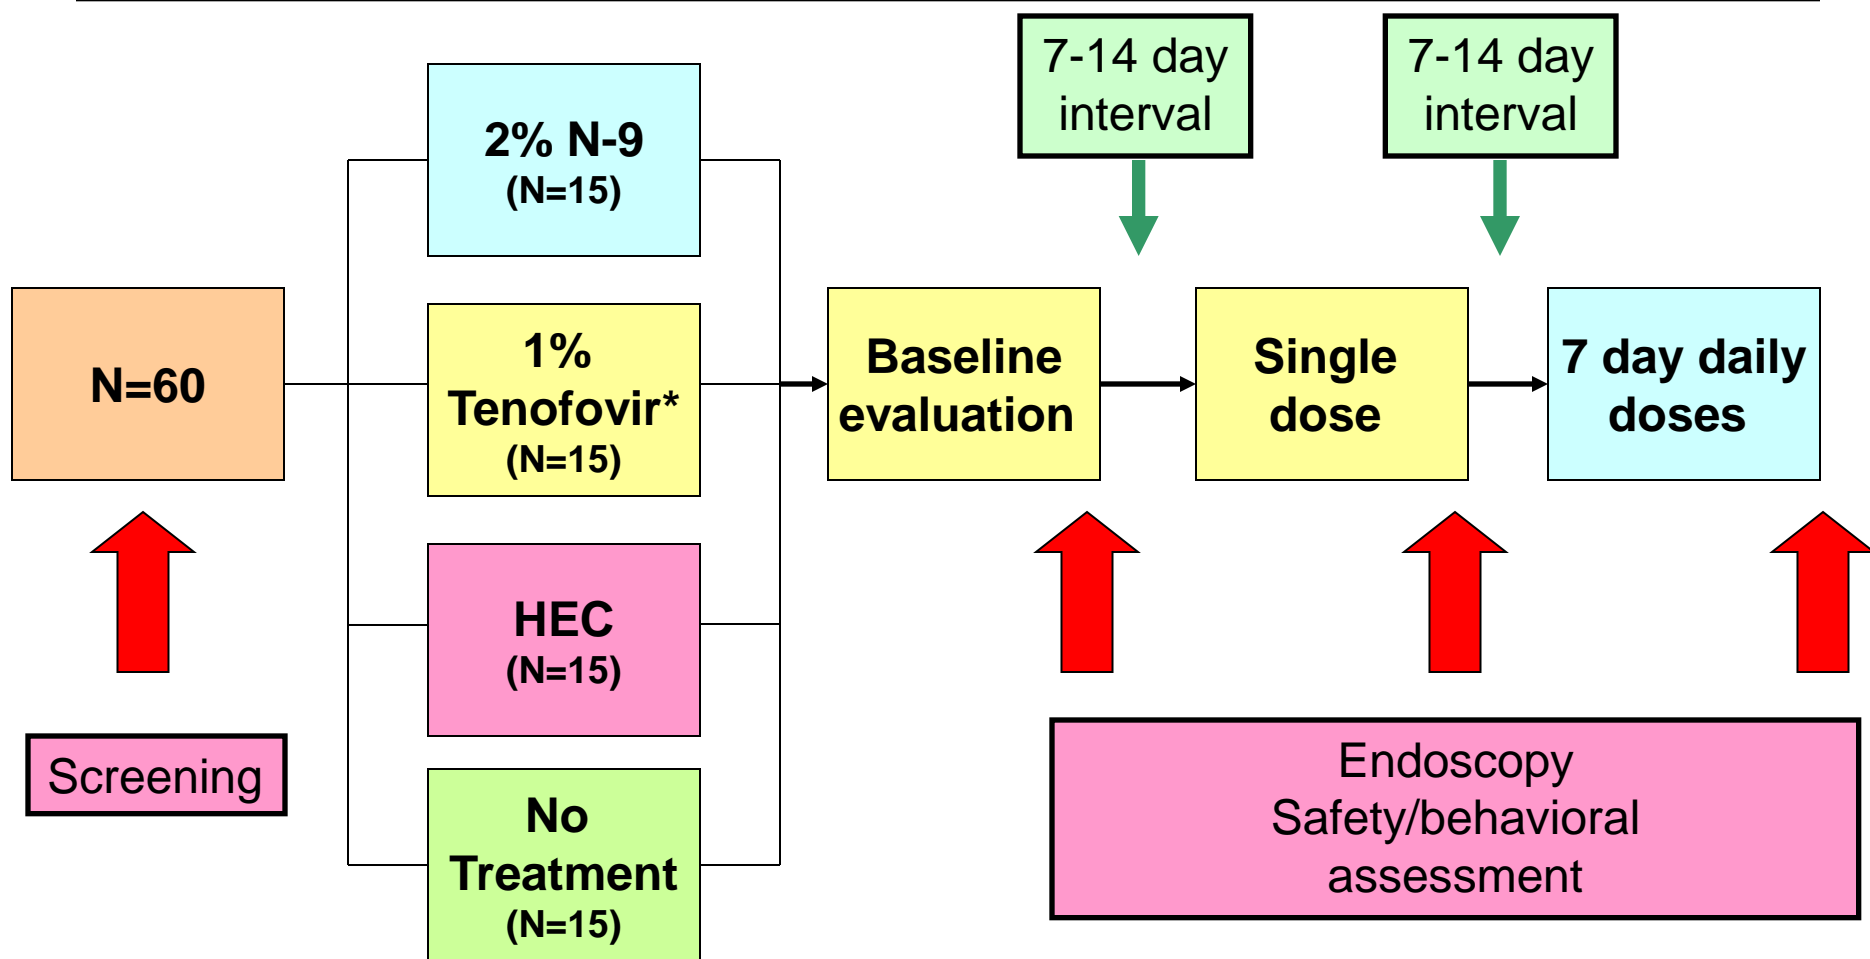 7-14 day
interval
7-14 day
interval
2% N-9
(N=15)
N=60
1%
Tenofovir*
(N=15)
Baseline
evaluation
Single
dose
7 day daily
doses
HEC
(N=15)
Screening
No
Treatment
(N=15)
Endoscopy
Safety/behavioral
assessment